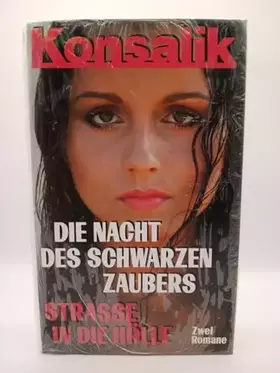 Konsalik
DIE NACHT
DES SCHWARZEN
ZAUBERS
STRASSE
IN DIE HÖLLE
Zwei
Romane